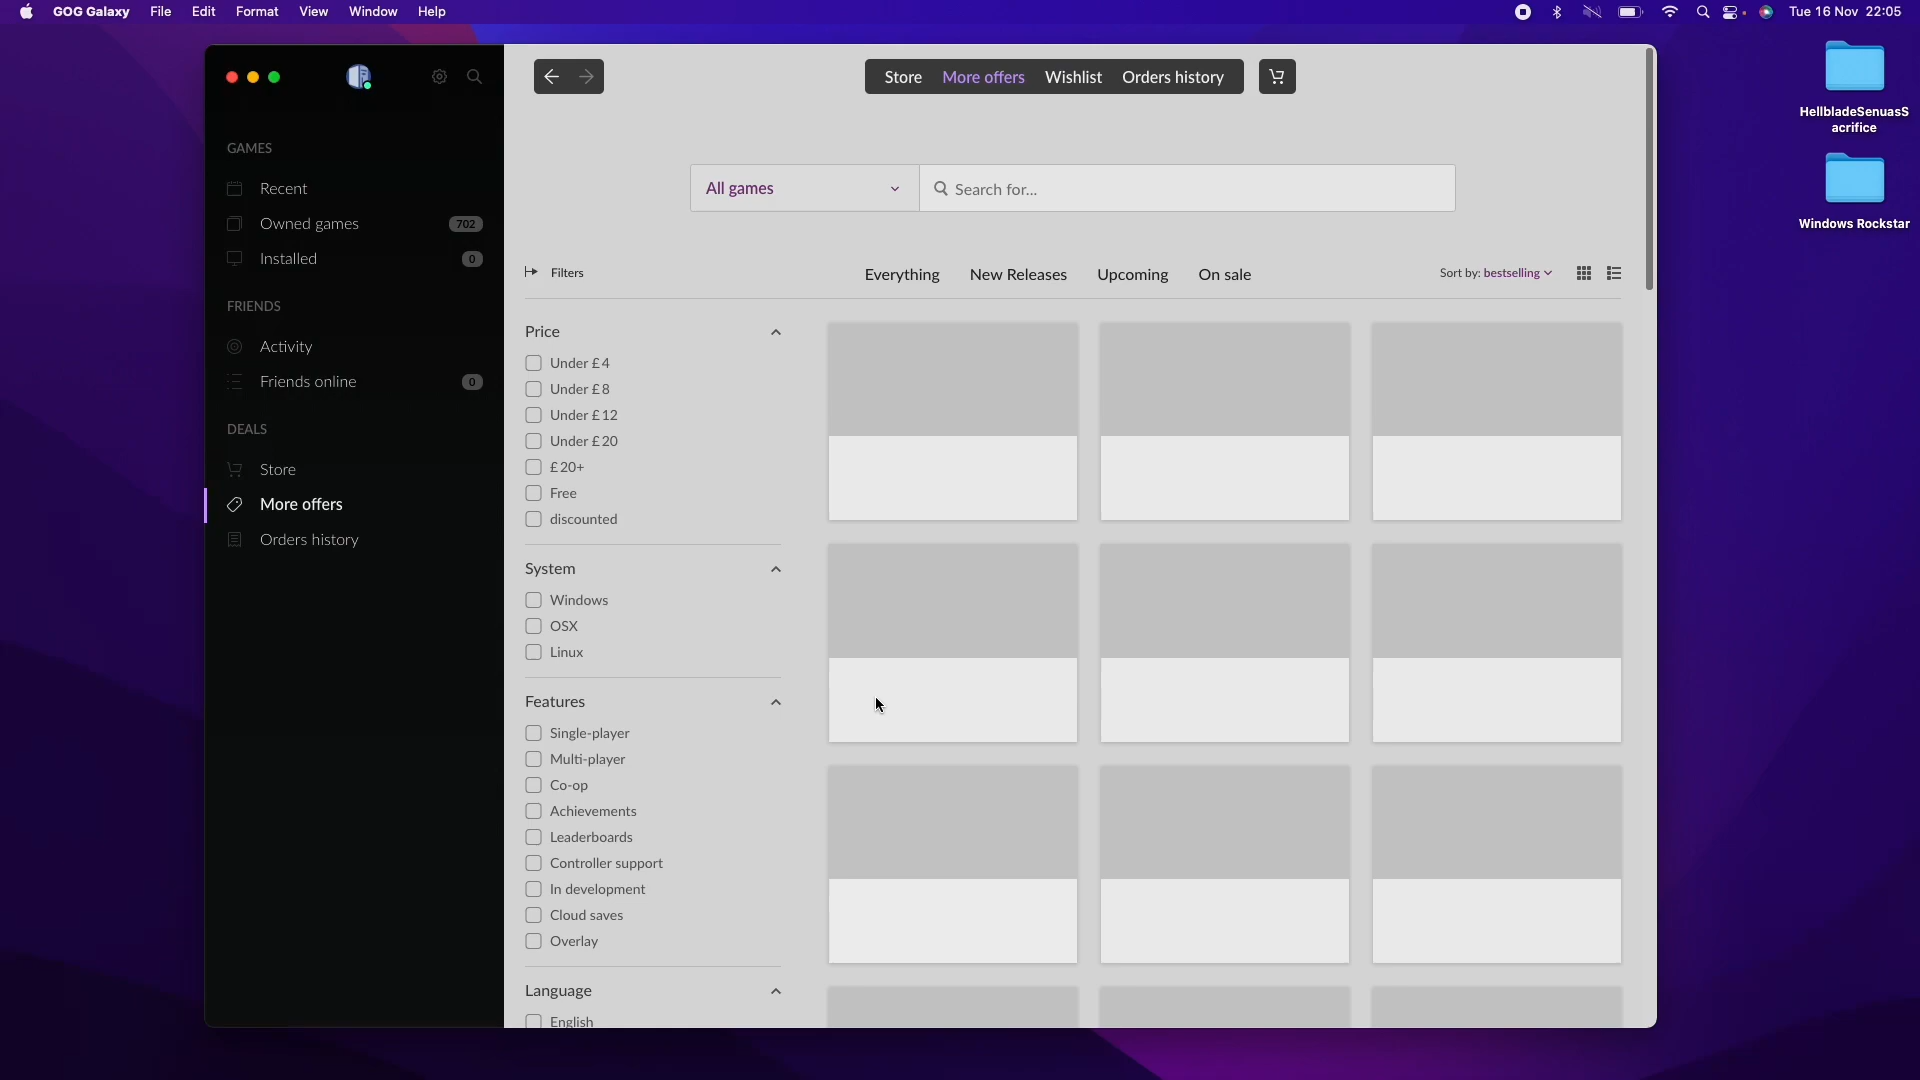 GOG Galaxy File Edit Format View Window Help Tue 16 Nov 22:05
HellbladeSenuasS
acrifice
Windows Rockstar
GAMES
Recent
Owned games 702
Installed 0
FRIENDS
Activity
Friends online 0
DEALS
Store
More offers
Orders history
Store More offers Wishlist Orders history
All games Search for...
Filters Everything New Releases Upcoming On sale Sort by: bestselling
Price
Under £4
Under £8
Under £12
Under £20
£20+
Free
discounted
System
Windows
OSX
Linux
Features
Single-player
Multi-player
Co-op
Achievements
Leaderboards
Controller support
In development
Cloud saves
Overlay
Language
English